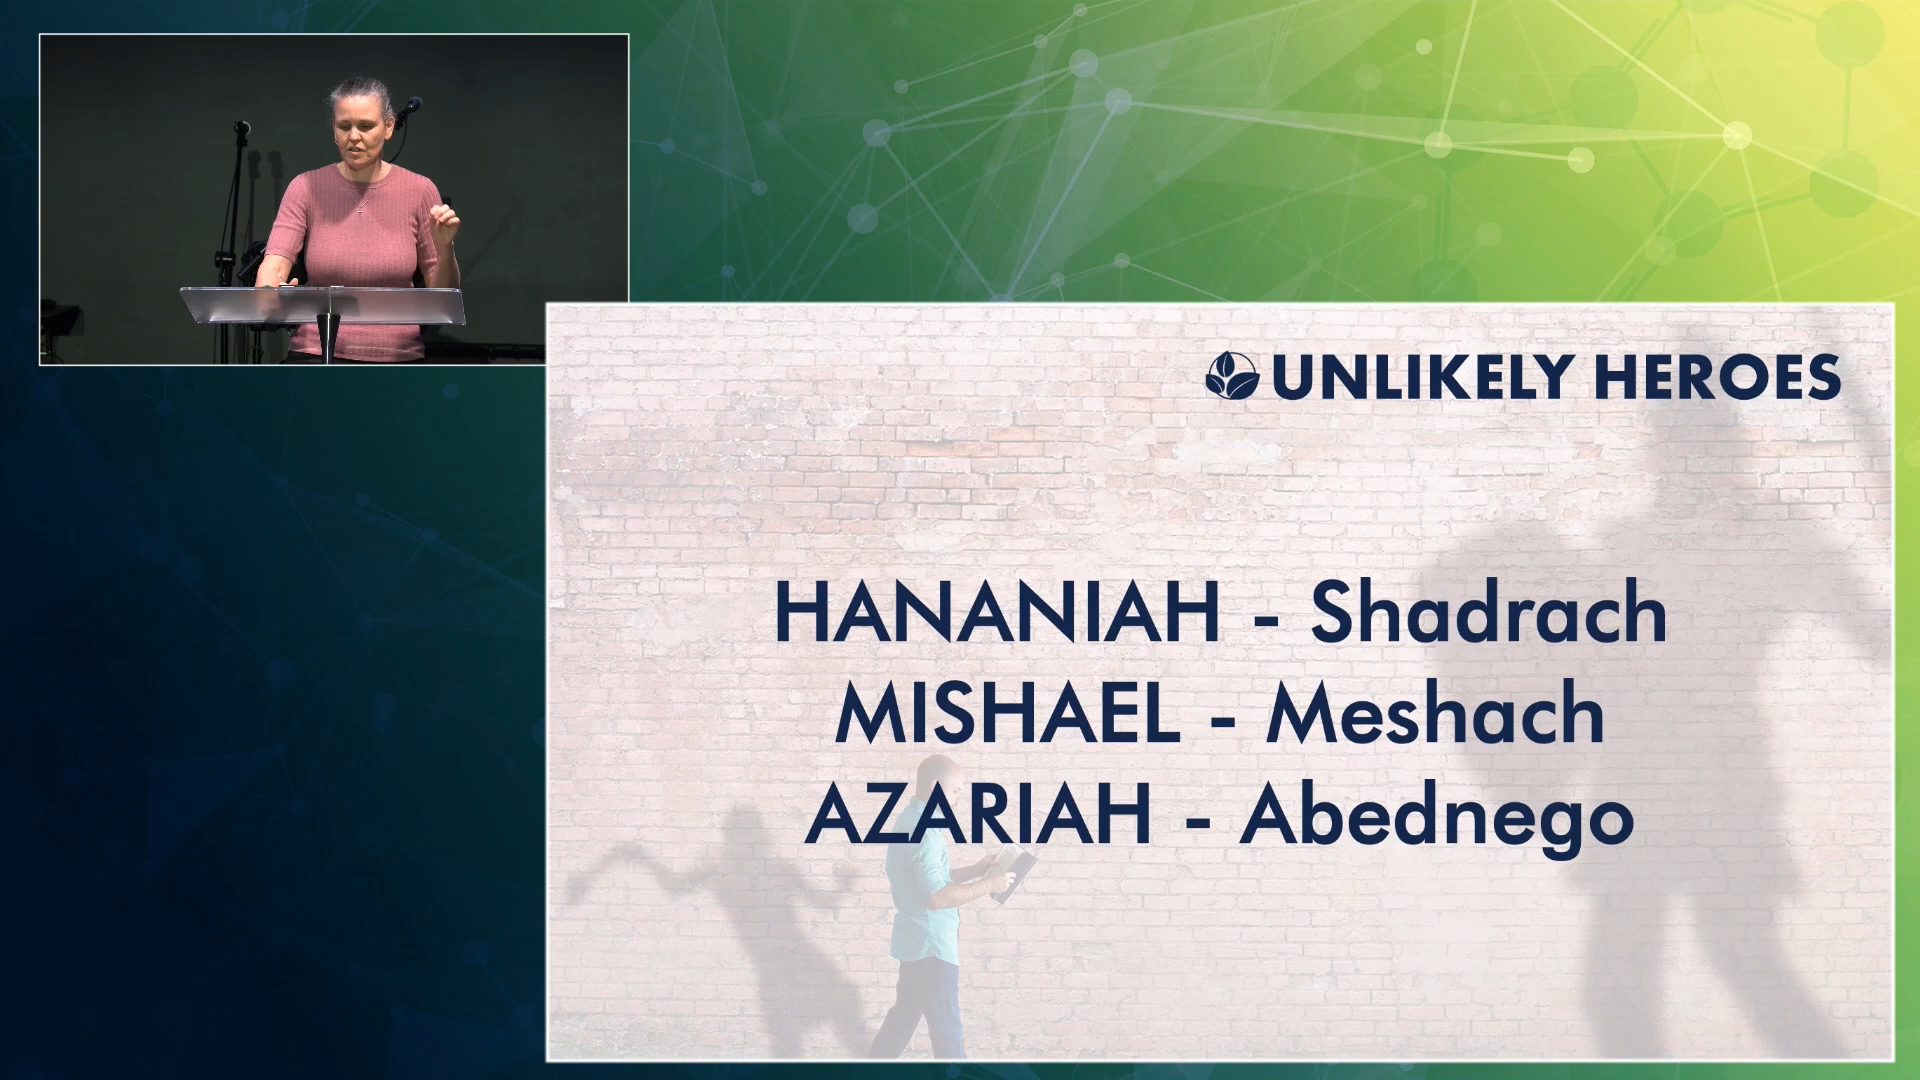 UNLIKELY HEROES
HANANIAH - Shadrach
MISHAEL - Meshach
AZARIAH - Abednego